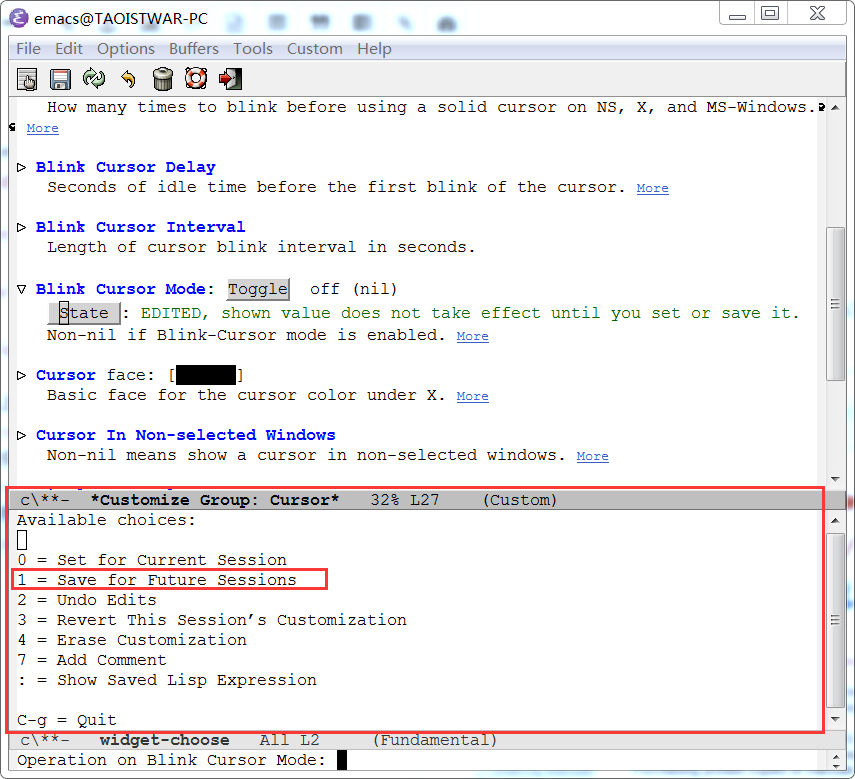 emacs@TAOISTWAR-PC
File Edit Options Buffers Tools Custom Help
How many times to blink before using a solid cursor on NS, X, and MS-Windows.
More
Blink Cursor Delay
Seconds of idle time before the first blink of the cursor. More
Blink Cursor Interval
Length of cursor blink interval in seconds.
Blink Cursor Mode: Toggle off (nil)
State : EDITED, shown value does not take effect until you set or save it.
Non-nil if Blink-Cursor mode is enabled. More
Cursor face: [ ]
Basic face for the cursor color under X. More
Cursor In Non-selected Windows
Non-nil means show a cursor in non-selected windows. More
c\**- *Customize Group: Cursor* 32% L27 (Custom)
Available choices:
0 = Set for Current Session
1 = Save for Future Sessions
2 = Undo Edits
3 = Revert This Session’s Customization
4 = Erase Customization
7 = Add Comment
: = Show Saved Lisp Expression
C-g = Quit
c\**- widget-choose All L2 (Fundamental)
Operation on Blink Cursor Mode: